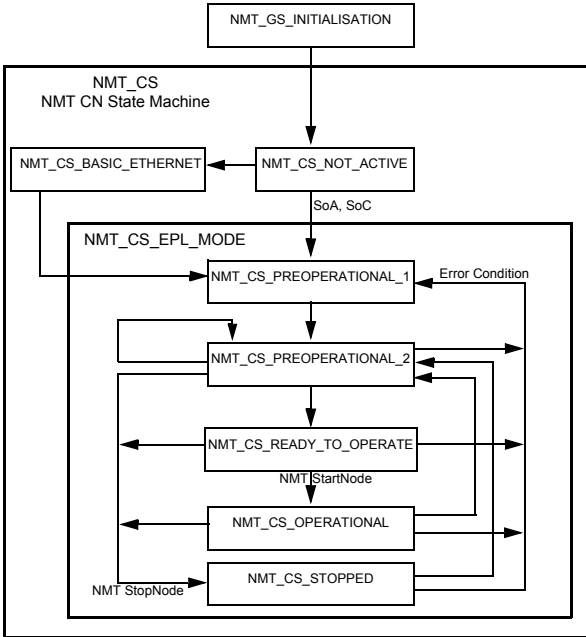 NMT_GS_INITIALISATION
NMT_CS
NMT CN State Machine
NMT_CS_BASIC_ETHERNET
NMT_CS_NOT_ACTIVE
SoA, SoC
NMT_CS_EPL_MODE
NMT_CS_PREOPERATIONAL_1
Error Condition
NMT_CS_PREOPERATIONAL_2
NMT_CS_READY_TO_OPERATE
NMT StartNode
NMT_CS_OPERATIONAL
NMT_CS_STOPPED
NMT StopNode